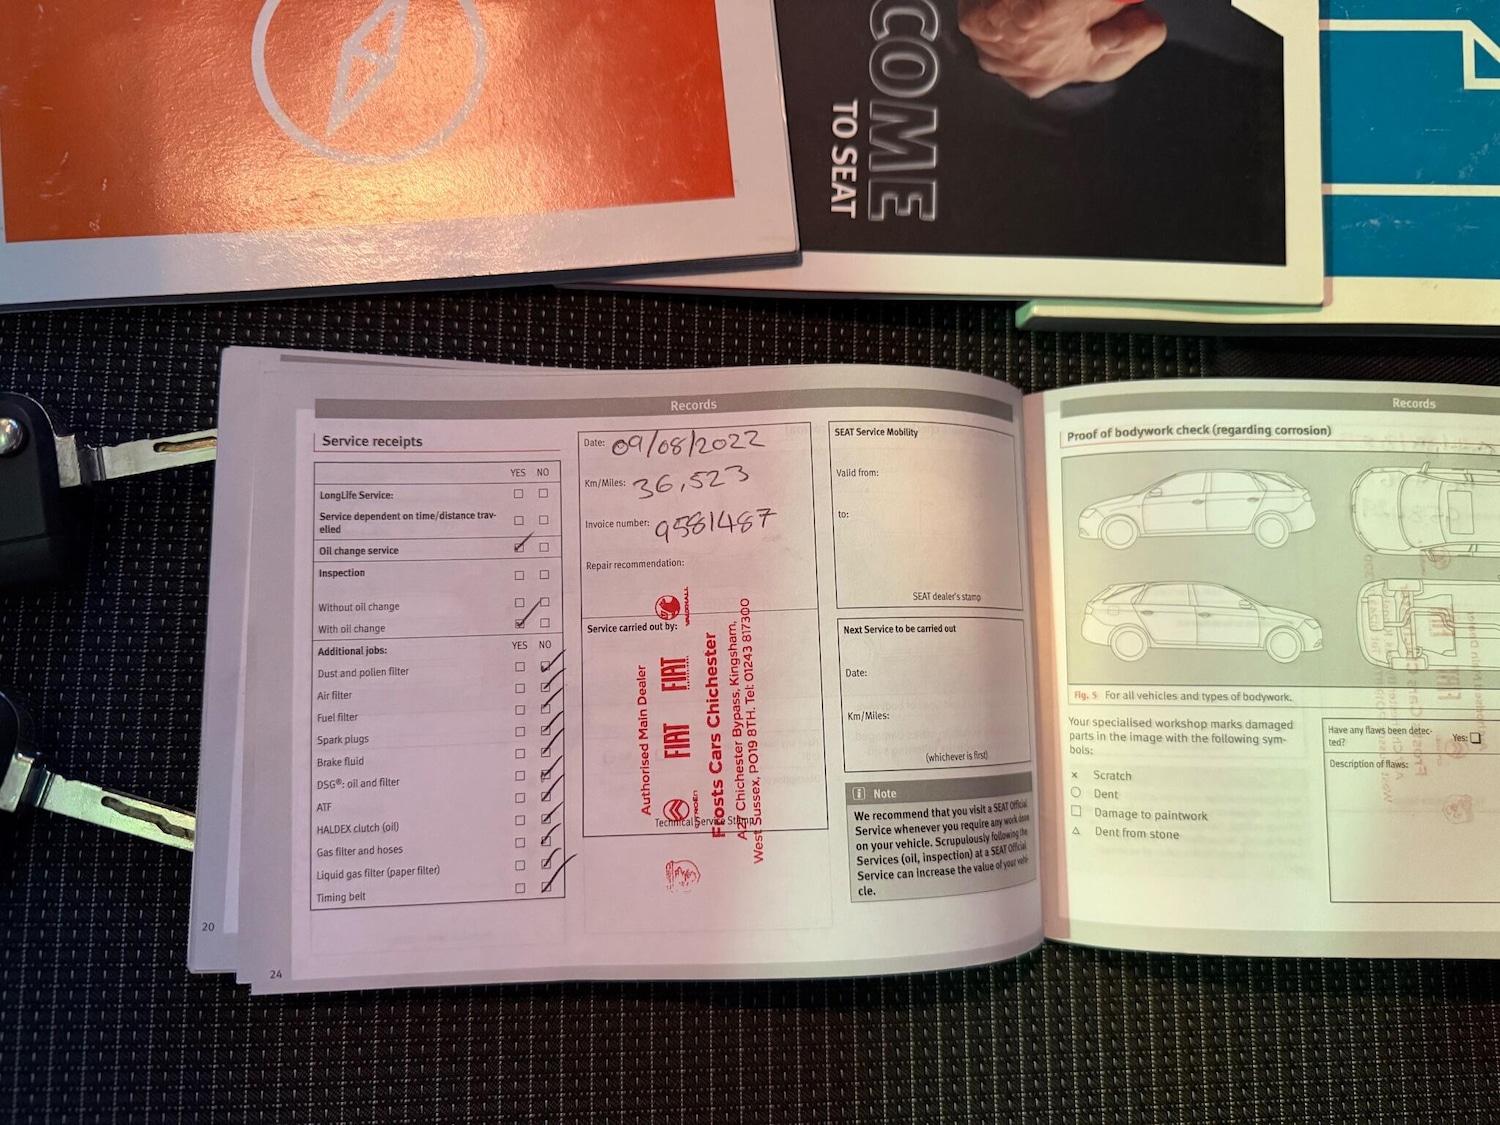 COME
TO SEAT
Records
Service receipts
YES NO
LongLife Service:
Service dependent on time/distance trav-
elled
Oil change service
Inspection
Without oil change
With oil change
Additional jobs: YES NO
Dust and pollen filter
Air filter
Fuel filter
Spark plugs
Brake fluid
DSG®: oil and filter
ATF
HALDEX clutch (oil)
Gas filter and hoses
Liquid gas filter (paper filter)
Timing belt
20
24
Date: 09/08/2022
Km/Miles: 36,523
Invoice number: 9581487
Repair recommendation:
Service carried out by:
VAUXHALL
Authorised Main Dealer
CITROËN FIAT FIAT
Frosts Cars Chichester
A27 Chichester Bypass, Kingsham,
West Sussex, PO19 8TH. Tel: 01243 817300
Technical Service Stamp
SEAT Service Mobility
Valid from:
to:
SEAT dealer's stamp
Next Service to be carried out
Date:
Km/Miles:
(whichever is first)
i Note
We recommend that you visit a SEAT Official
Service whenever you require any work done
on your vehicle. Scrupulously following the
Services (oil, inspection) at a SEAT Official
Service can increase the value of your vehi-
cle.
Records
Proof of bodywork check (regarding corrosion)
Fig. 5 For all vehicles and types of bodywork.
Your specialised workshop marks damaged
parts in the image with the following sym-
bols:
× Scratch
○ Dent
□ Damage to paintwork
△ Dent from stone
Have any flaws been detec-
ted? Yes:
Description of flaws: